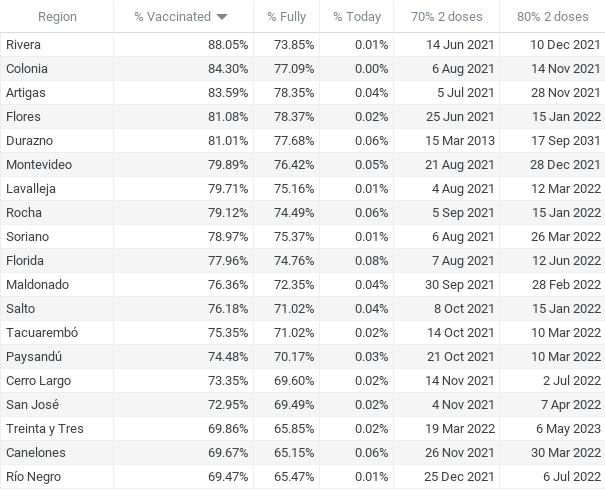 Region % Vaccinated % Fully % Today 70% 2 doses 80% 2 doses
Rivera 88.05% 73.85% 0.01% 14 Jun 2021 10 Dec 2021
Colonia 84.30% 77.09% 0.00% 6 Aug 2021 14 Nov 2021
Artigas 83.59% 78.35% 0.04% 5 Jul 2021 28 Nov 2021
Flores 81.08% 78.37% 0.02% 25 Jun 2021 15 Jan 2022
Durazno 81.01% 77.68% 0.06% 15 Mar 2013 17 Sep 2031
Montevideo 79.89% 76.42% 0.05% 21 Aug 2021 28 Dec 2021
Lavalleja 79.71% 75.16% 0.01% 4 Aug 2021 12 Mar 2022
Rocha 79.12% 74.49% 0.06% 5 Sep 2021 15 Jan 2022
Soriano 78.97% 75.37% 0.01% 6 Aug 2021 26 Mar 2022
Florida 77.96% 74.76% 0.08% 7 Aug 2021 12 Jun 2022
Maldonado 76.36% 72.35% 0.04% 30 Sep 2021 28 Feb 2022
Salto 76.18% 71.02% 0.04% 8 Oct 2021 15 Jan 2022
Tacuarembó 75.35% 71.02% 0.02% 14 Oct 2021 10 Mar 2022
Paysandú 74.48% 70.17% 0.03% 21 Oct 2021 10 Mar 2022
Cerro Largo 73.35% 69.60% 0.02% 14 Nov 2021 2 Jul 2022
San José 72.95% 69.49% 0.02% 4 Nov 2021 7 Apr 2022
Treinta y Tres 69.86% 65.85% 0.02% 19 Mar 2022 6 May 2023
Canelones 69.67% 65.15% 0.06% 26 Nov 2021 30 Mar 2022
Río Negro 69.47% 65.47% 0.01% 25 Dec 2021 6 Jul 2022